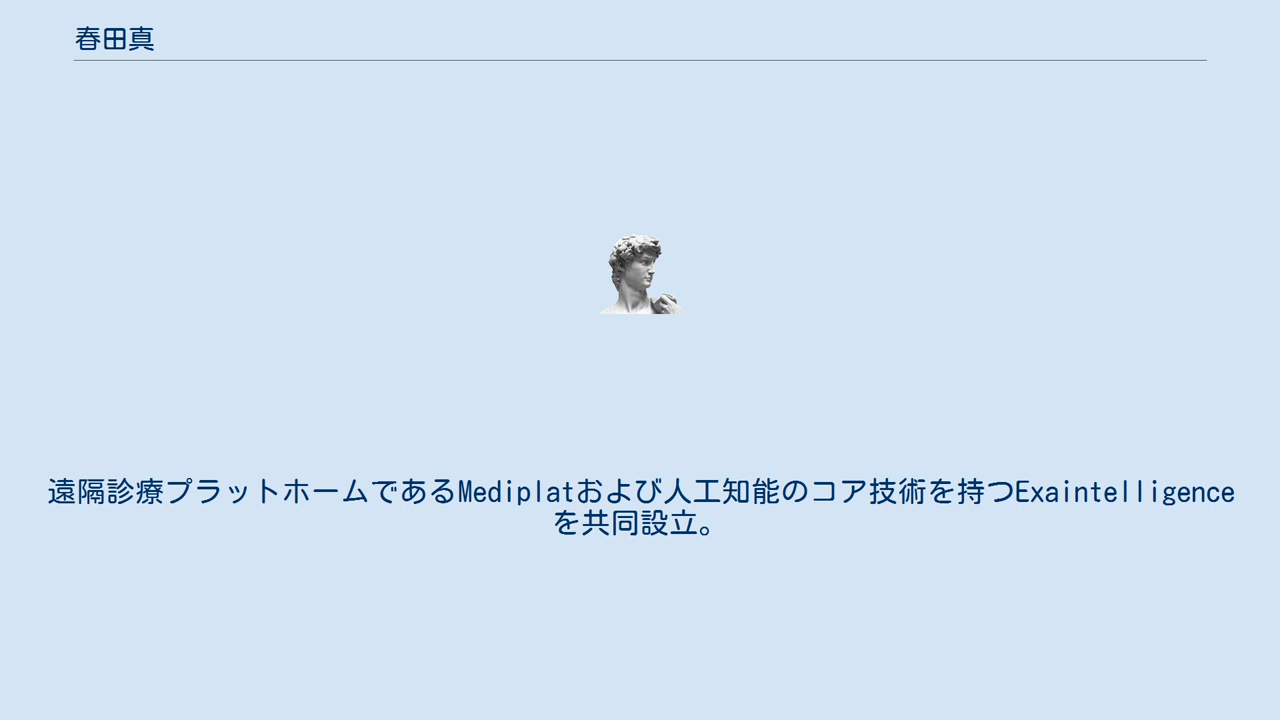 春田真
遠隔診療プラットホームであるMediplatおよび人工知能のコア技術を持つExaintelligence
を共同設立。